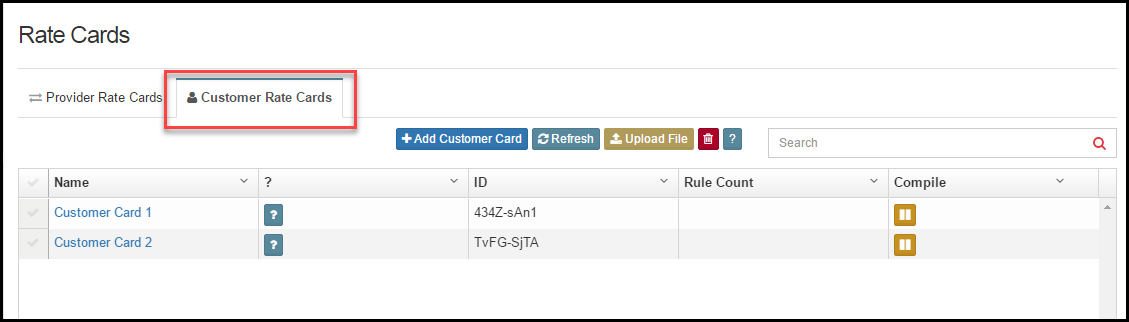 Rate Cards
Provider Rate Cards Customer Rate Cards
Add Customer Card Refresh Upload File ? Search
Name ? ID Rule Count Compile
Customer Card 1 ? 434Z-sAn1
Customer Card 2 ? TvFG-SjTA